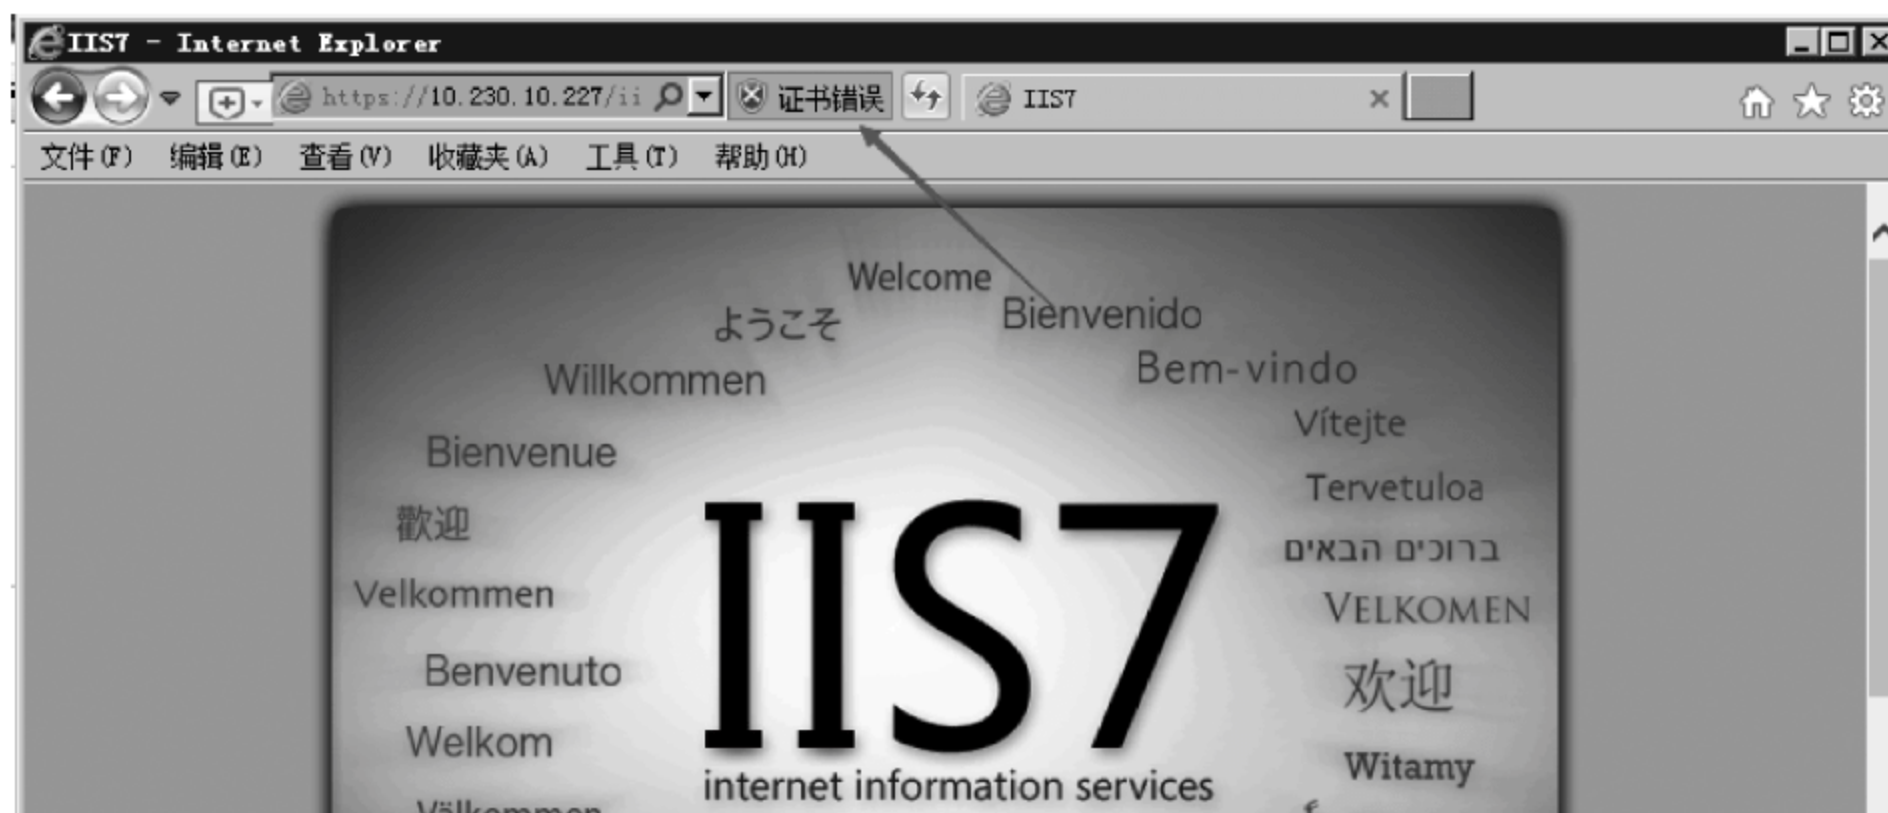 IIS7 - Internet Explorer
https://10.230.10.227/ii
证书错误
IIS7
文件(F) 编辑(E) 查看(V) 收藏夹(A) 工具(T) 帮助(H)
Welcome
ようこそ
Bienvenido
Willkommen
Bem-vindo
Vítejte
Bienvenue
Tervetuloa
歡迎
ברוכים הבאים
Velkommen
VELKOMEN
Benvenuto
欢迎
Welkom
Witamy
IIS7
internet information services
Välkommen